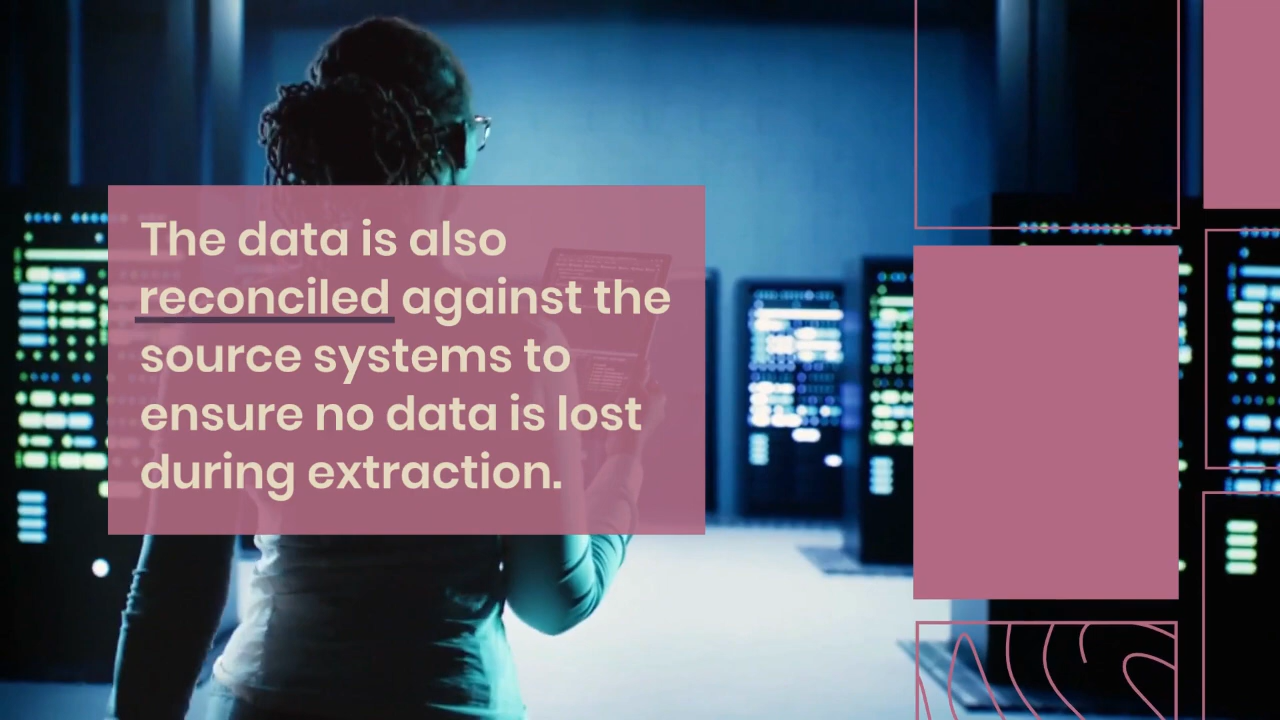 The data is also
reconciled against the
source systems to
ensure no data is lost
during extraction.